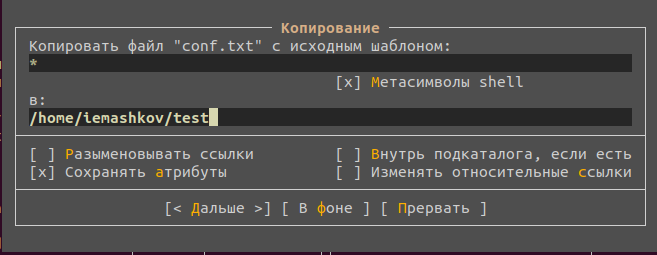 Копирование
Копировать файл "conf.txt" с исходным шаблоном:
*
[x] Метасимволы shell
в:
/home/iemashkov/test
[ ] Разыменовывать ссылки [ ] Внутрь подкаталога, если есть
[x] Сохранять атрибуты [ ] Изменять относительные ссылки
[< Дальше >] [ В фоне ] [ Прервать ]